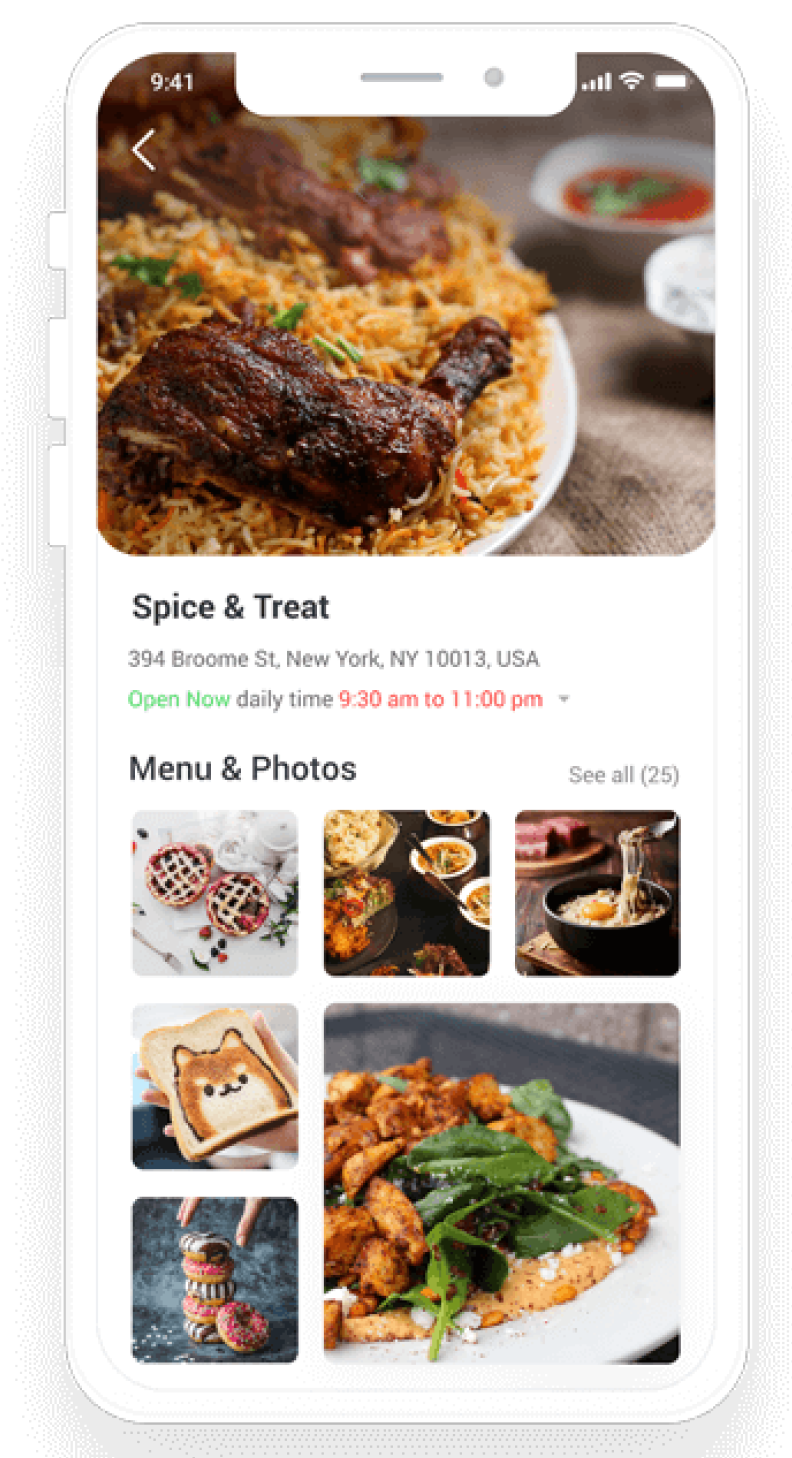 9:41
Spice & Treat
394 Broome St, New York, NY 10013, USA
Open Now daily time 9:30 am to 11:00 pm
Menu & Photos
See all (25)